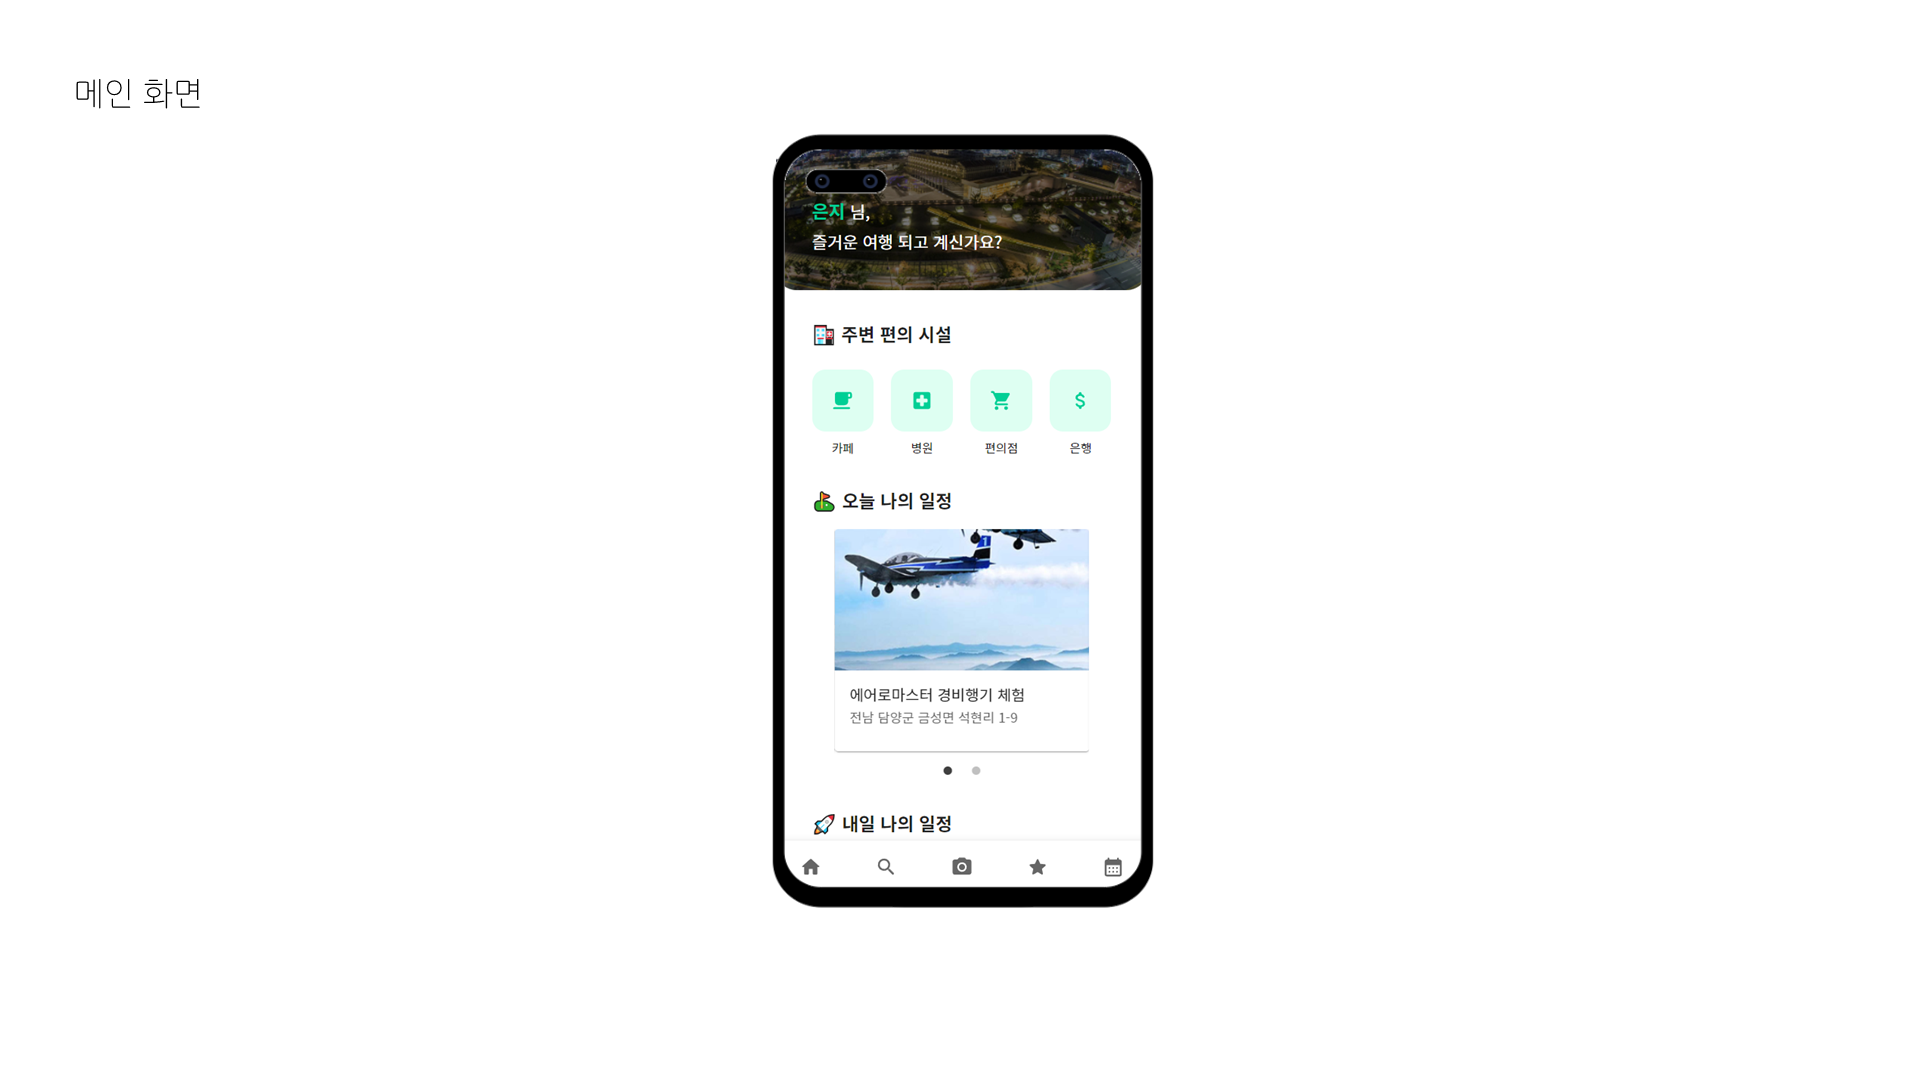 메인 화면
은지 님,
즐거운 여행 되고 계신가요?
주변 편의 시설
카페
병원
편의점
은행
오늘 나의 일정
1
에어로마스터 경비행기 체험
전남 담양군 금성면 석현리 1-9
내일 나의 일정